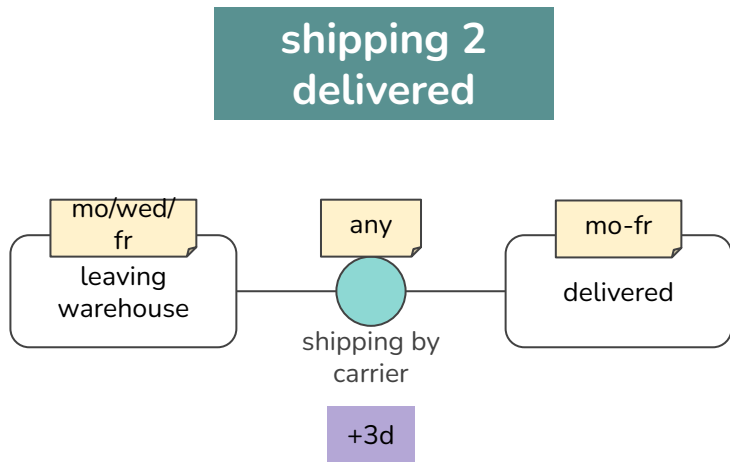 shipping 2
delivered
mo/wed/
fr
any
mo-fr
leaving
warehouse
delivered
shipping by
carrier
+3d